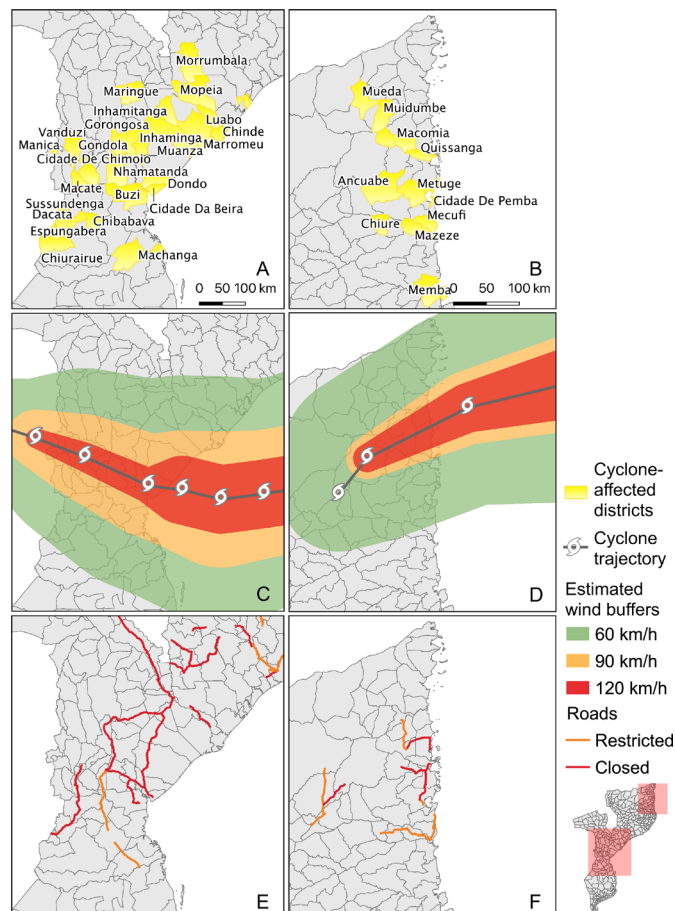 Morrumbala
Maringue
Mopeia
Inhamitanga
Gorongosa
Luabo
Vanduzi
Chinde
Manica
Gondola
Inhaminga
Marromeu
Cidade De Chimoio
Muanza
Nhamatanda
Macate
Buzi
Dondo
Sussundenga
Cidade Da Beira
Dacata
Chibabava
Espungabera
Chiurairue
Machanga
A
0 50 100 km
Mueda
Muidumbe
Macomia
Quissanga
Ancuabe
Metuge
Cidade De Pemba
Mecufi
Chiure
Mazeze
B
Memba
0 50 100 km
C
D
Cyclone-
affected
districts
Cyclone
trajectory
Estimated
wind buffers
60 km/h
90 km/h
120 km/h
Roads
Restricted
Closed
E
F